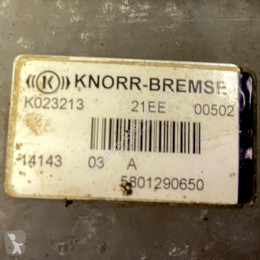 K KNORR-BREMSE
K023213 21EE 00502
14143 03 A
5801290650